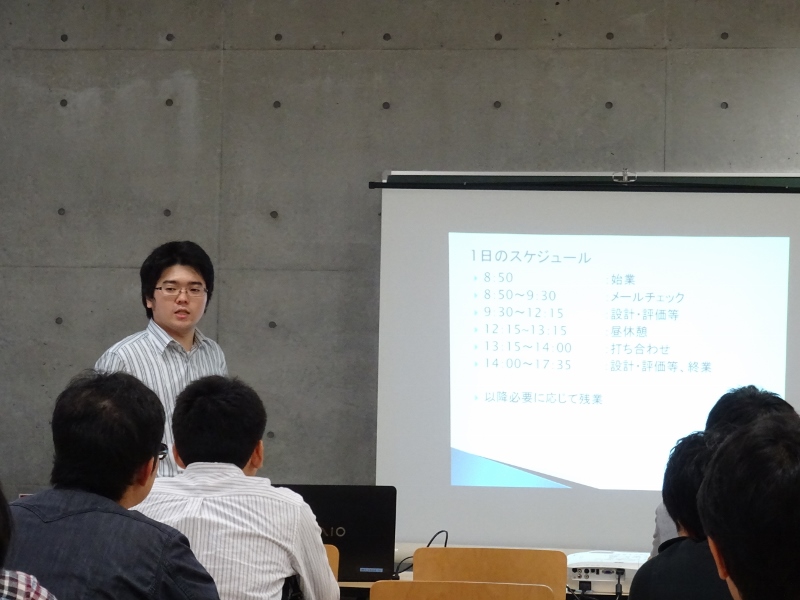 1日のスケジュール
8:50 始業
8:50～9:30 メールチェック
9:30～12:15 設計・評価等
12:15～13:15 昼休憩
13:15～14:00 打ち合わせ
14:00～17:35 設計・評価等、終業
以降必要に応じて残業
VAIO